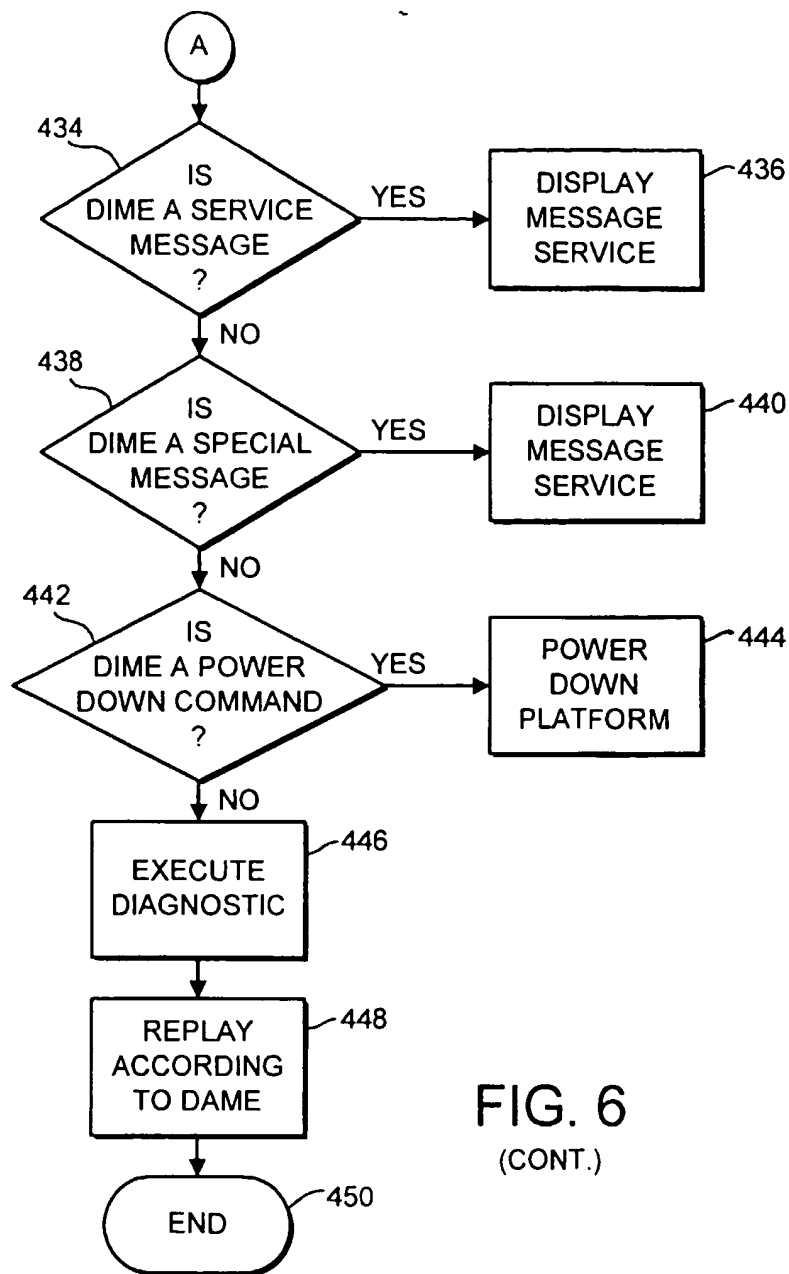 A
434
IS
DIME A SERVICE
MESSAGE
?
YES
DISPLAY
MESSAGE
SERVICE
436
NO
438
IS
DIME A SPECIAL
MESSAGE
?
YES
DISPLAY
MESSAGE
SERVICE
440
NO
442
IS
DIME A POWER
DOWN COMMAND
?
YES
POWER
DOWN
PLATFORM
444
NO
EXECUTE
DIAGNOSTIC
446
REPLAY
ACCORDING
TO DAME
448
END
450
FIG. 6
(CONT.)